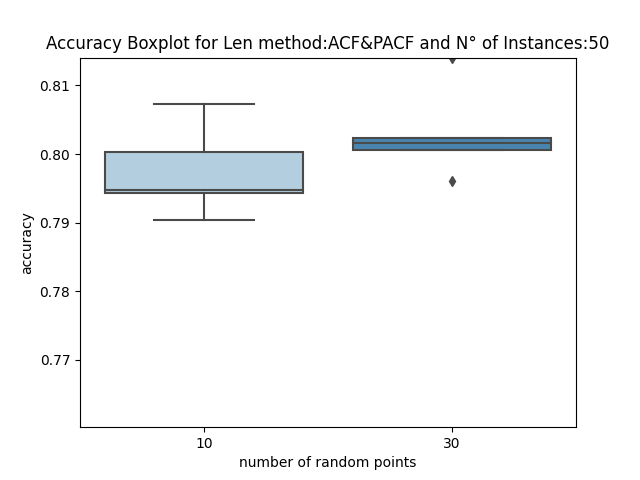 Accuracy Boxplot for Len method:ACF&PACF and N° of Instances:50
0.81
0.80
0.79
0.78
0.77
accuracy
10
30
number of random points